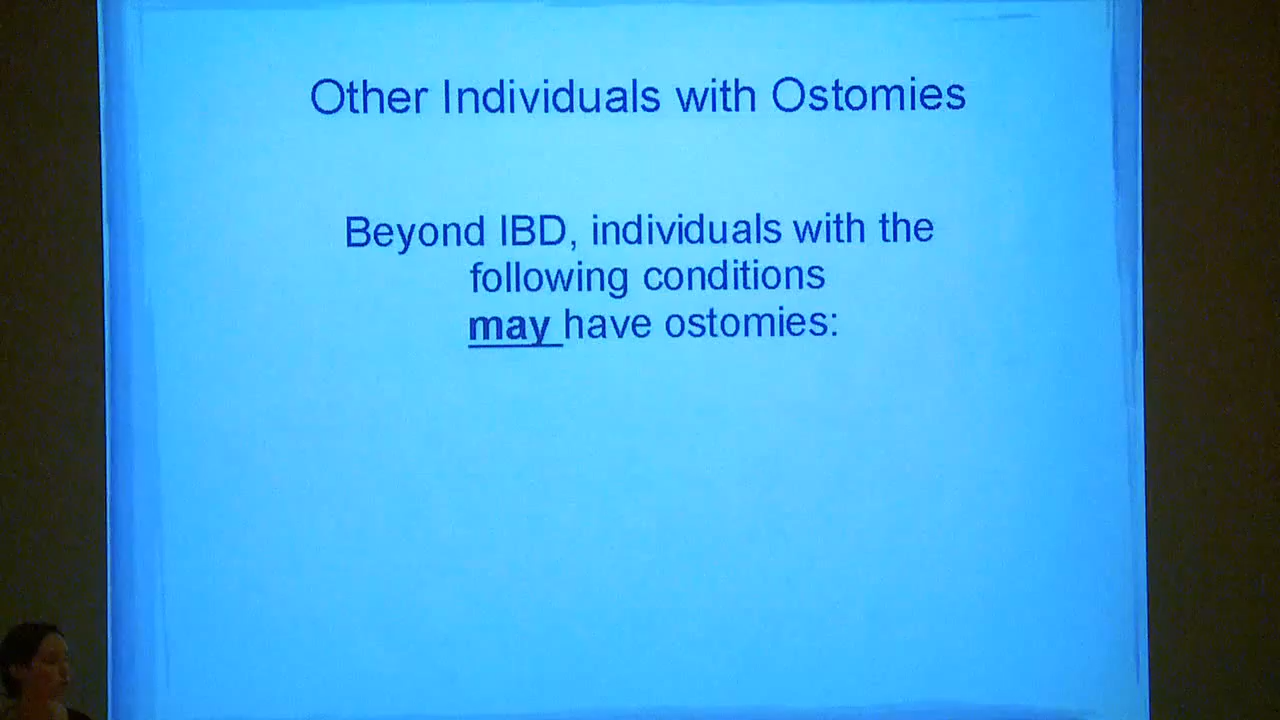 Other Individuals with Ostomies
Beyond IBD, individuals with the
following conditions
may have ostomies: